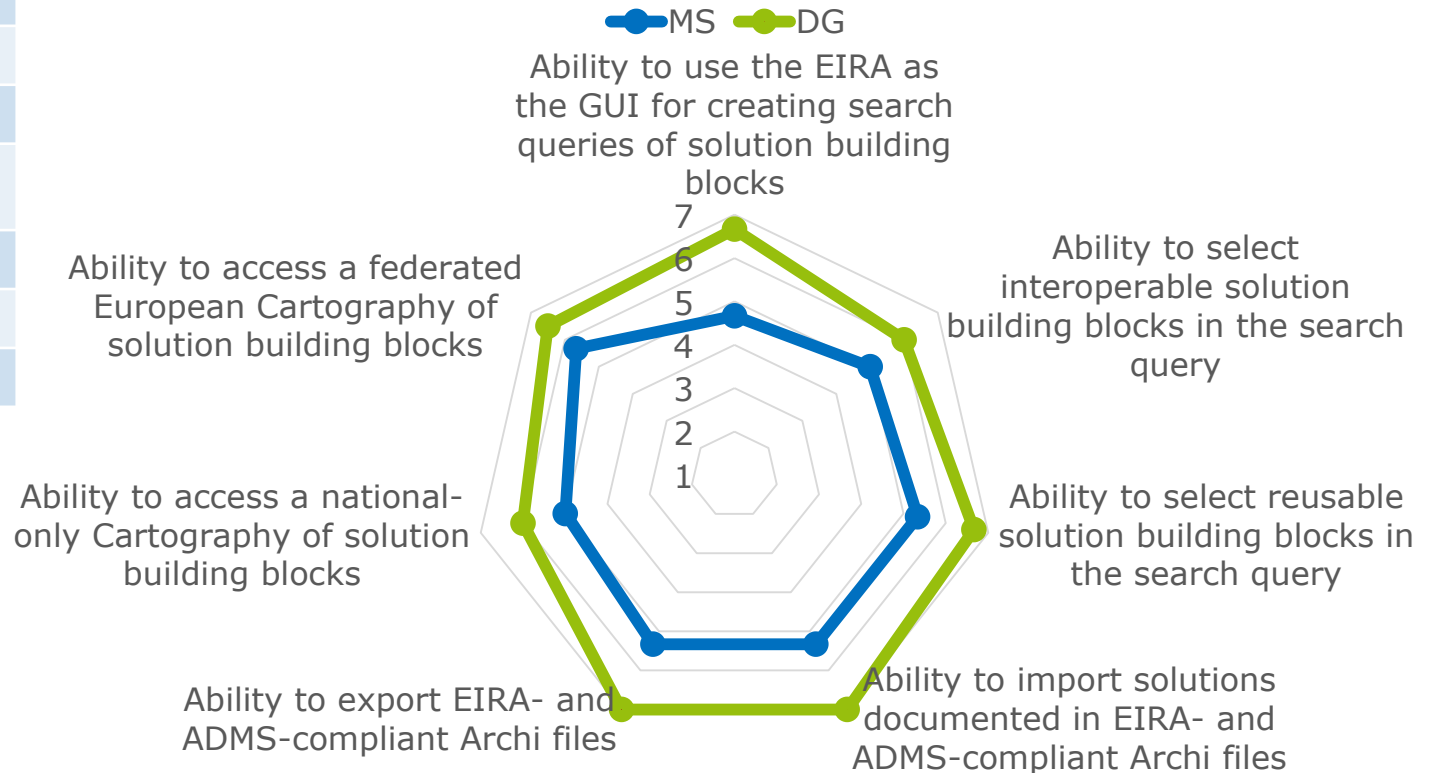 MS DG
Ability to use the EIRA as
the GUI for creating search
queries of solution building
blocks
7
6
5
4
3
2
1
Ability to select
interoperable solution
building blocks in the search
query
Ability to select reusable
solution building blocks in
the search query
Ability to import solutions
documented in EIRA- and
ADMS-compliant Archi files
Ability to export EIRA- and
ADMS-compliant Archi files
Ability to access a national-
only Cartography of solution
building blocks
Ability to access a federated
European Cartography of
solution building blocks